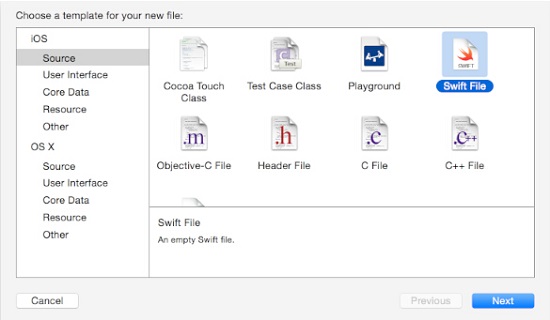 Choose a template for your new file:
iOS
Source
User Interface
Core Data
Resource
Other
OS X
Source
User Interface
Core Data
Resource
Other
Cocoa Touch
Class
Test
Test Case Class
Playground
SWIFT
Swift File
.m
Objective-C File
.h
Header File
.c
C File
.c++
C++ File
Swift File
An empty Swift file.
Cancel
Previous
Next